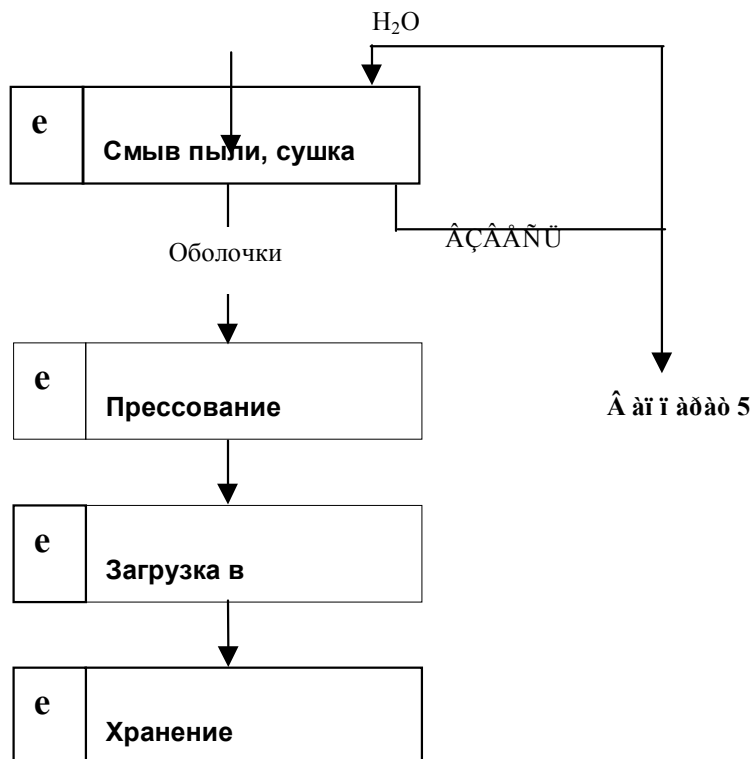 H₂O
е
Смыв пыли, сушка
ÂÇÂÅÑÜ
Оболочки
е
Прессование
Â àï ï àðàò 5
е
Загрузка в
е
Хранение